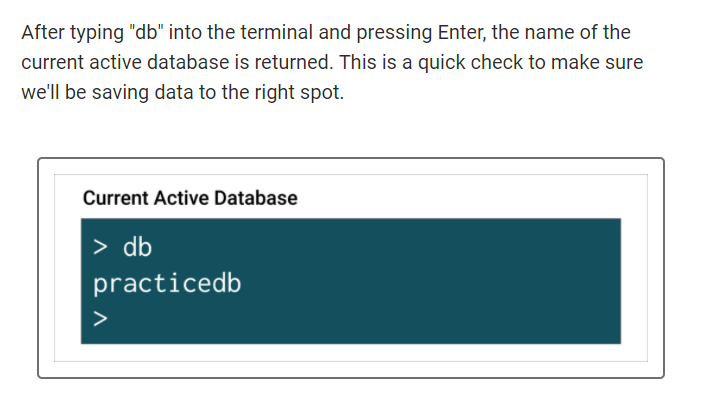 After typing "db" into the terminal and pressing Enter, the name of the
current active database is returned. This is a quick check to make sure
we'll be saving data to the right spot.
Current Active Database
> db
practicedb
>